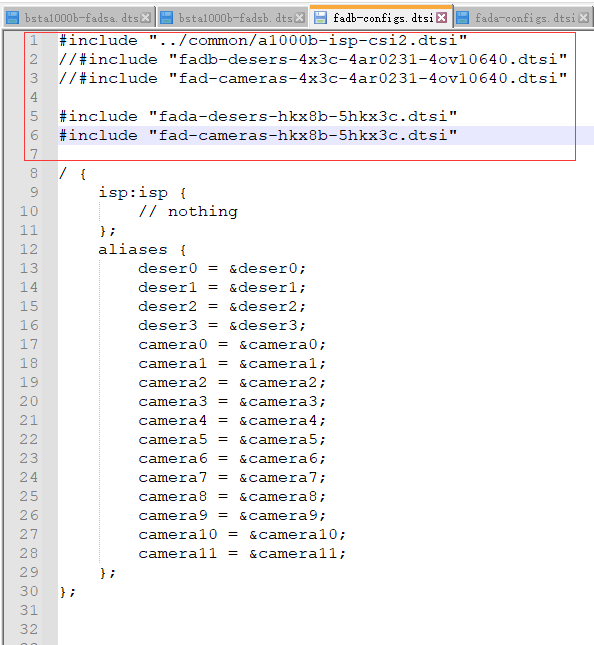 bsta1000b-fadsa.dts
bsta1000b-fadsb.dts
fadb-configs.dtsi
fada-configs.dtsi
1 #include "../common/a1000b-isp-csi2.dtsi"
2 //#include "fadb-desers-4x3c-4ar0231-4ov10640.dtsi"
3 //#include "fad-cameras-4x3c-4ar0231-4ov10640.dtsi"
4
5 #include "fada-desers-hkx8b-5hkx3c.dtsi"
6 #include "fad-cameras-hkx8b-5hkx3c.dtsi"
7
8 / {
9     isp:isp {
10         // nothing
11     };
12     aliases {
13         deser0 = &deser0;
14         deser1 = &deser1;
15         deser2 = &deser2;
16         deser3 = &deser3;
17         camera0 = &camera0;
18         camera1 = &camera1;
19         camera2 = &camera2;
20         camera3 = &camera3;
21         camera4 = &camera4;
22         camera5 = &camera5;
23         camera6 = &camera6;
24         camera7 = &camera7;
25         camera8 = &camera8;
26         camera9 = &camera9;
27         camera10 = &camera10;
28         camera11 = &camera11;
29     };
30 };
31
32